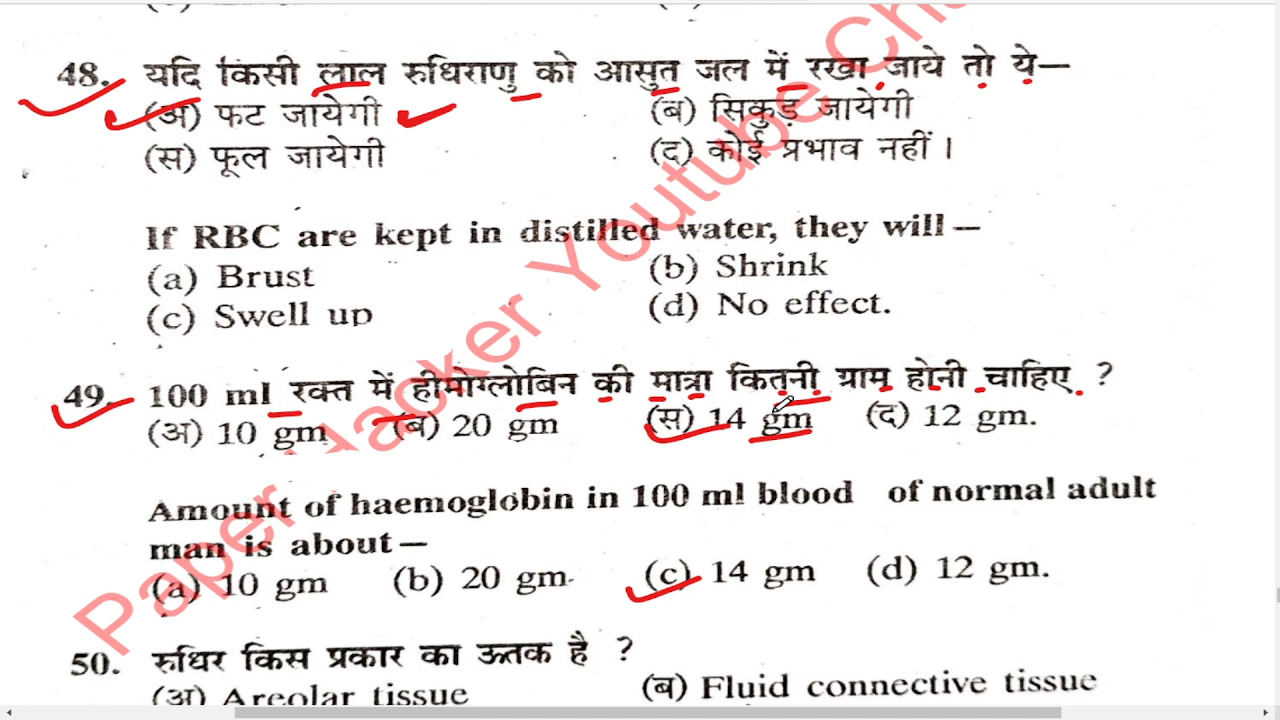 48. यदि किसी लाल रुधिराणु को आसुत जल में रखा जाये तो ये—
(अ) फट जायेगी (ब) सिकुड़ जायेगी
(स) फूल जायेगी (द) कोई प्रभाव नहीं।
If RBC are kept in distilled water, they will—
(a) Brust (b) Shrink
(c) Swell up (d) No effect.
49. 100 ml रक्त में हीमोग्लोबिन की मात्रा कितनी ग्राम होनी चाहिए ?
(अ) 10 gm (ब) 20 gm (स) 14 gm (द) 12 gm.
Amount of haemoglobin in 100 ml blood of normal adult
man is about—
(a) 10 gm (b) 20 gm (c) 14 gm (d) 12 gm.
50. रुधिर किस प्रकार का ऊतक है ?
(अ) Areolar tissue (ब) Fluid connective tissue
Paper Hacker Youtube